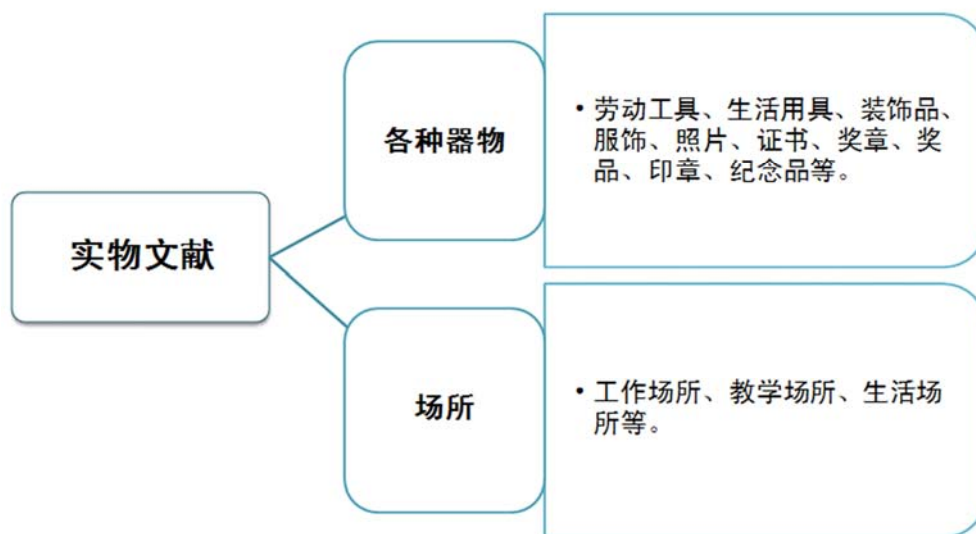 实物文献
各种器物
• 劳动工具、生活用具、装饰品、
服饰、照片、证书、奖章、奖
品、印章、纪念品等。
场所
• 工作场所、教学场所、生活场
所等。